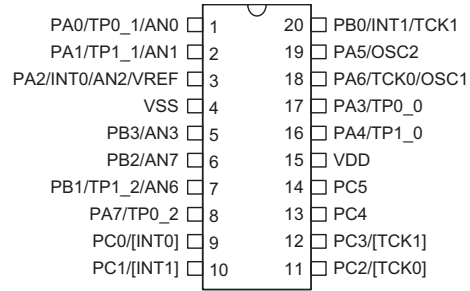 PA0/TP0_1/AN0 1 20 PB0/INT1/TCK1
PA1/TP1_1/AN1 2 19 PA5/OSC2
PA2/INT0/AN2/VREF 3 18 PA6/TCK0/OSC1
VSS 4 17 PA3/TP0_0
PB3/AN3 5 16 PA4/TP1_0
PB2/AN7 6 15 VDD
PB1/TP1_2/AN6 7 14 PC5
PA7/TP0_2 8 13 PC4
PC0/[INT0] 9 12 PC3/[TCK1]
PC1/[INT1] 10 11 PC2/[TCK0]